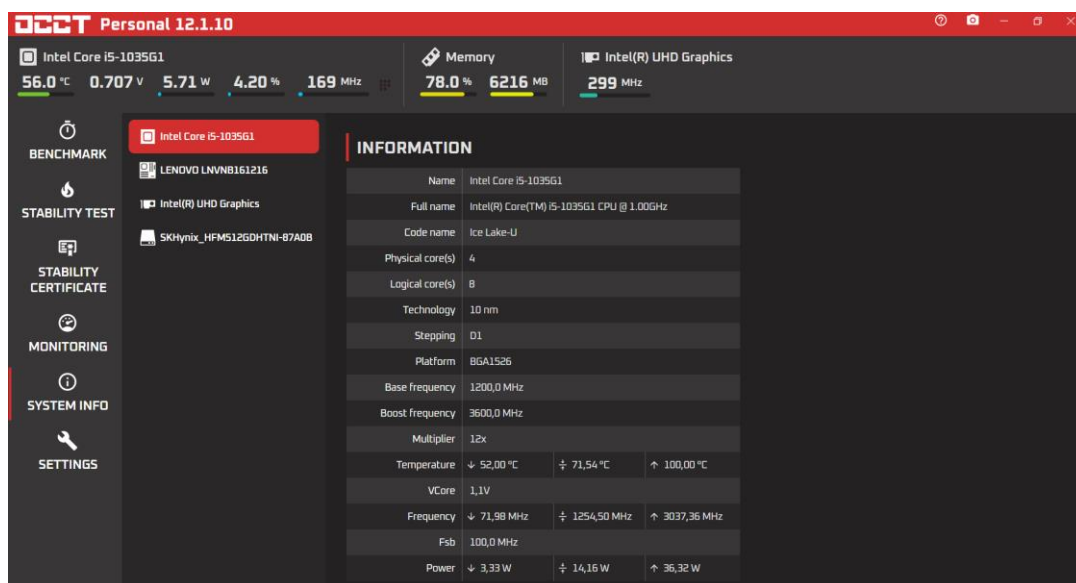 OCCT Personal 12.1.10
Intel Core i5-1035G1
56.0 °C 0.707 V 5.71 W 4.20 % 169 MHz
Memory
78.0 % 6216 MB
Intel(R) UHD Graphics
299 MHz
BENCHMARK
STABILITY TEST
STABILITY
CERTIFICATE
MONITORING
SYSTEM INFO
SETTINGS
Intel Core i5-1035G1
LENOVO LNVNB161216
Intel(R) UHD Graphics
SKHynix_HFM512GDHTNI-87A0B
INFORMATION
Name Intel Core i5-1035G1
Full name Intel(R) Core(TM) i5-1035G1 CPU @ 1.00GHz
Code name Ice Lake-U
Physical core(s) 4
Logical core(s) 8
Technology 10 nm
Stepping D1
Platform BGA1526
Base frequency 1200,0 MHz
Boost frequency 3600,0 MHz
Multiplier 12x
Temperature ↓ 52,00 °C ÷ 71,54 °C ↑ 100,00 °C
VCore 1,1V
Frequency ↓ 71,98 MHz ÷ 1254,50 MHz ↑ 3037,36 MHz
Fsb 100,0 MHz
Power ↓ 3,33 W ÷ 14,16 W ↑ 36,32 W